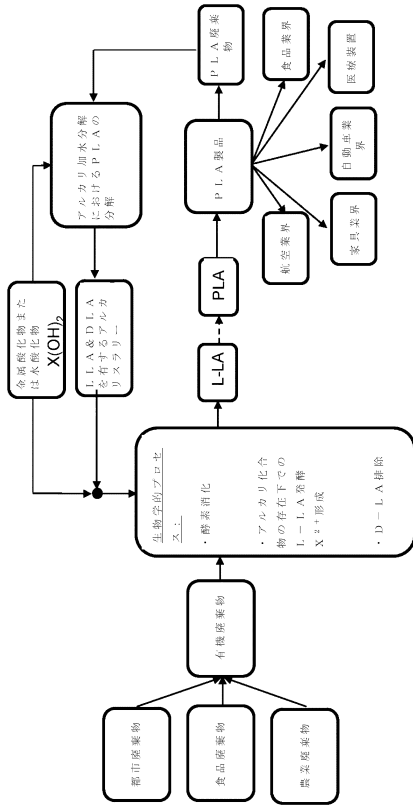 都市廃棄物
食品廃棄物
農業廃棄物
有機廃棄物
生物学的プロセ
ス：
・酵素消化
・アルカリ化合
物の存在下での
L－LA発酵
X²⁺形成
・D－LA排除
金属酸化物また
は水酸化物
X(OH)₂
LLA＆DLA
を有するアルカ
リスラリー
アルカリ加水分解
におけるPLAの
分解
L-LA
PLA
PLA製品
PLA廃棄
物
航空業界
家具業界
自動車業
界
医療装置
食品業界